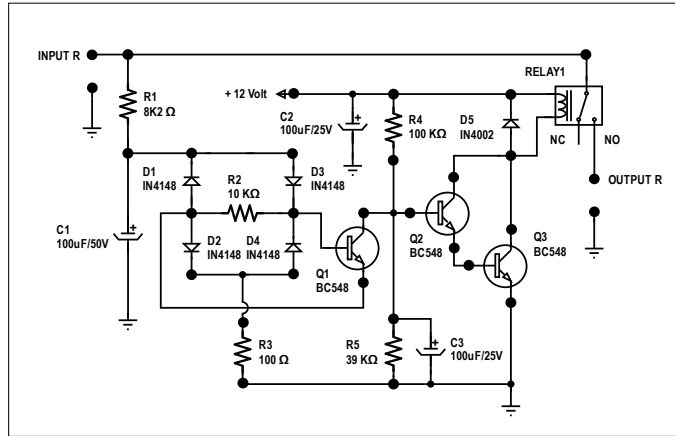 INPUT R
RELAY1
R1
8K2 Ω
+ 12 Volt
C2
100uF/25V
R4
100 KΩ
D5
IN4002
NC
NO
D1
IN4148
R2
10 KΩ
D3
IN4148
OUTPUT R
C1
100uF/50V
D2
IN4148
D4
IN4148
Q1
BC548
Q2
BC548
Q3
BC548
R3
100 Ω
R5
39 KΩ
C3
100uF/25V